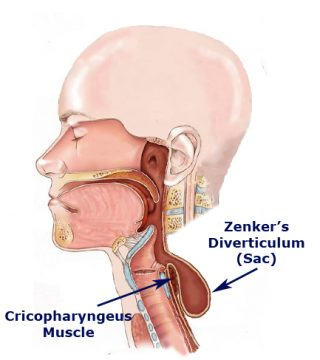 Zenker's
Diverticulum
(Sac)
Cricopharyngeus
Muscle